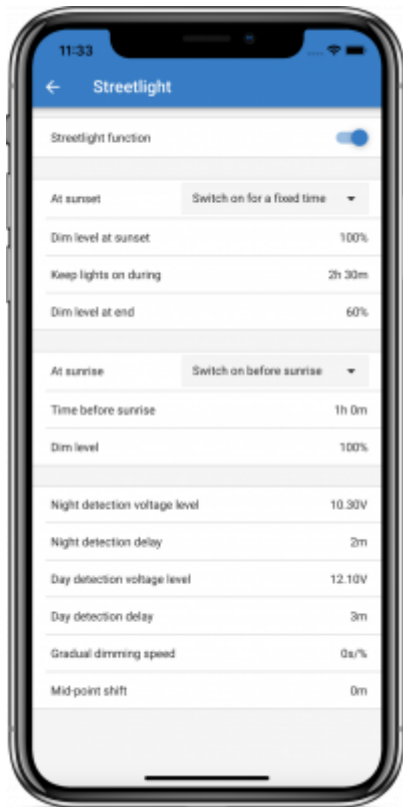 11:33
Streetlight
Streetlight function
At sunset Switch on for a fixed time
Dim level at sunset 100%
Keep lights on during 2h 30m
Dim level at end 60%
At sunrise Switch on before sunrise
Time before sunrise 1h 0m
Dim level 100%
Night detection voltage level 10.30V
Night detection delay 2m
Day detection voltage level 12.10V
Day detection delay 3m
Gradual dimming speed 0s/%
Mid-point shift 0m